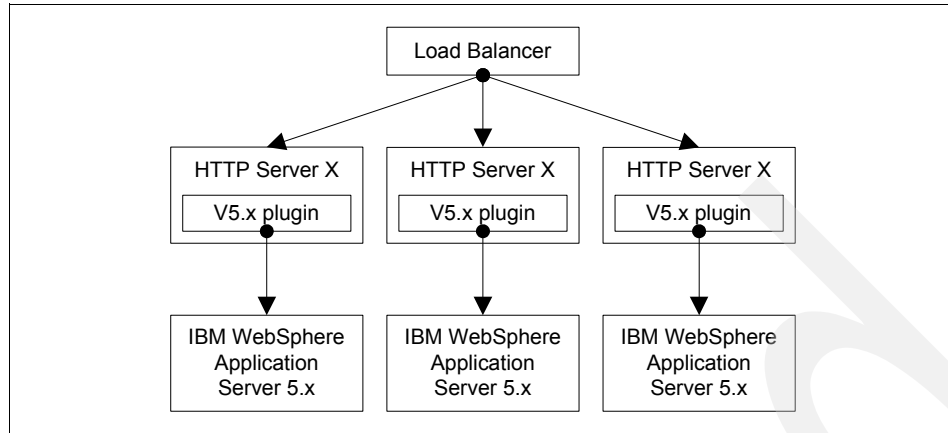 Load Balancer
HTTP Server X
HTTP Server X
HTTP Server X
V5.x plugin
V5.x plugin
V5.x plugin
IBM WebSphere
Application
Server 5.x
IBM WebSphere
Application
Server 5.x
IBM WebSphere
Application
Server 5.x